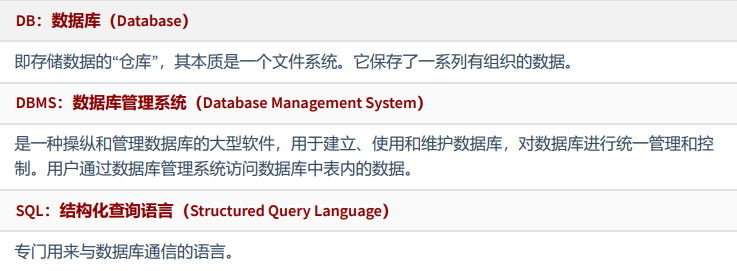 DB：数据库（Database）
即存储数据的“仓库”，其本质是一个文件系统。它保存了一系列有组织的数据。
DBMS：数据库管理系统（Database Management System）
是一种操纵和管理数据库的大型软件，用于建立、使用和维护数据库，对数据库进行统一管理和控
制。用户通过数据库管理系统访问数据库中表内的数据。
SQL：结构化查询语言（Structured Query Language）
专门用来与数据库通信的语言。